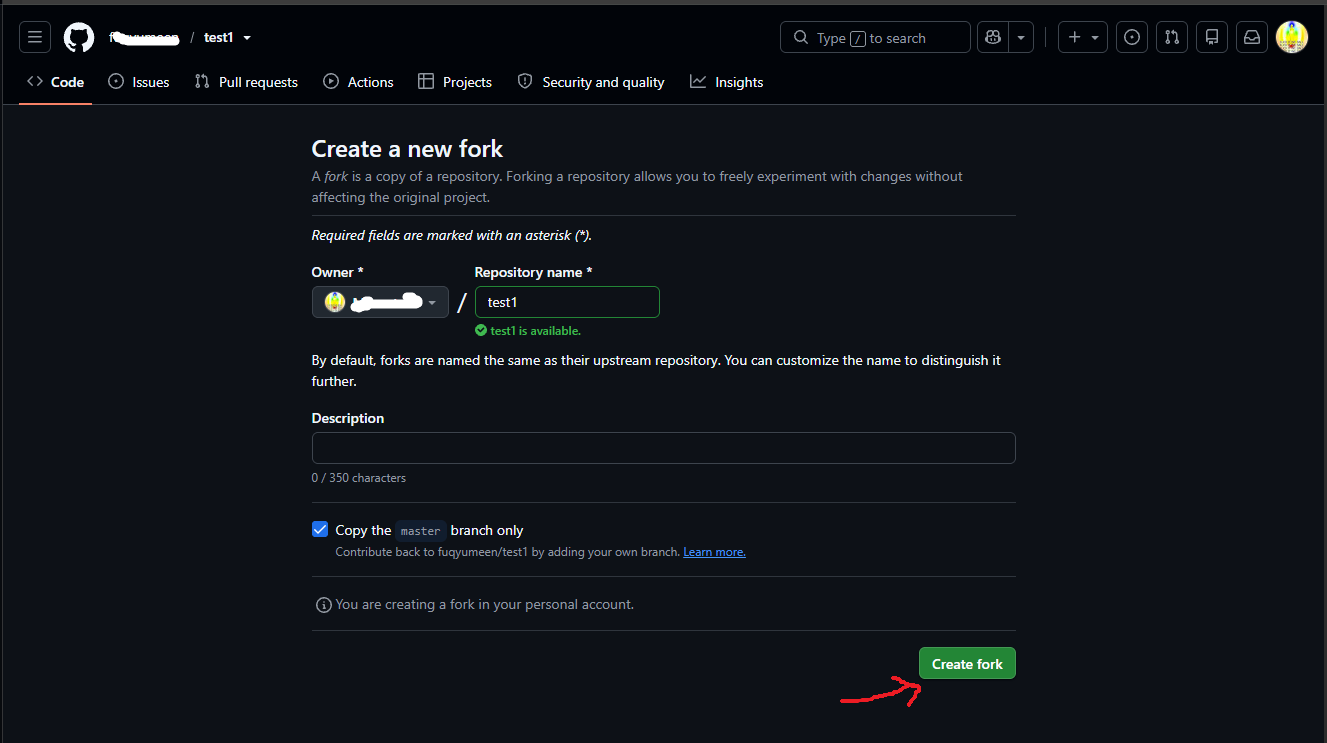 / test1
Type / to search
Code Issues Pull requests Actions Projects Security and quality Insights
Create a new fork
A fork is a copy of a repository. Forking a repository allows you to freely experiment with changes without
affecting the original project.
Required fields are marked with an asterisk (*).
Owner * Repository name *
/ test1
test1 is available.
By default, forks are named the same as their upstream repository. You can customize the name to distinguish it
further.
Description
0 / 350 characters
Copy the master branch only
Contribute back to fuqyumeen/test1 by adding your own branch. Learn more.
You are creating a fork in your personal account.
Create fork